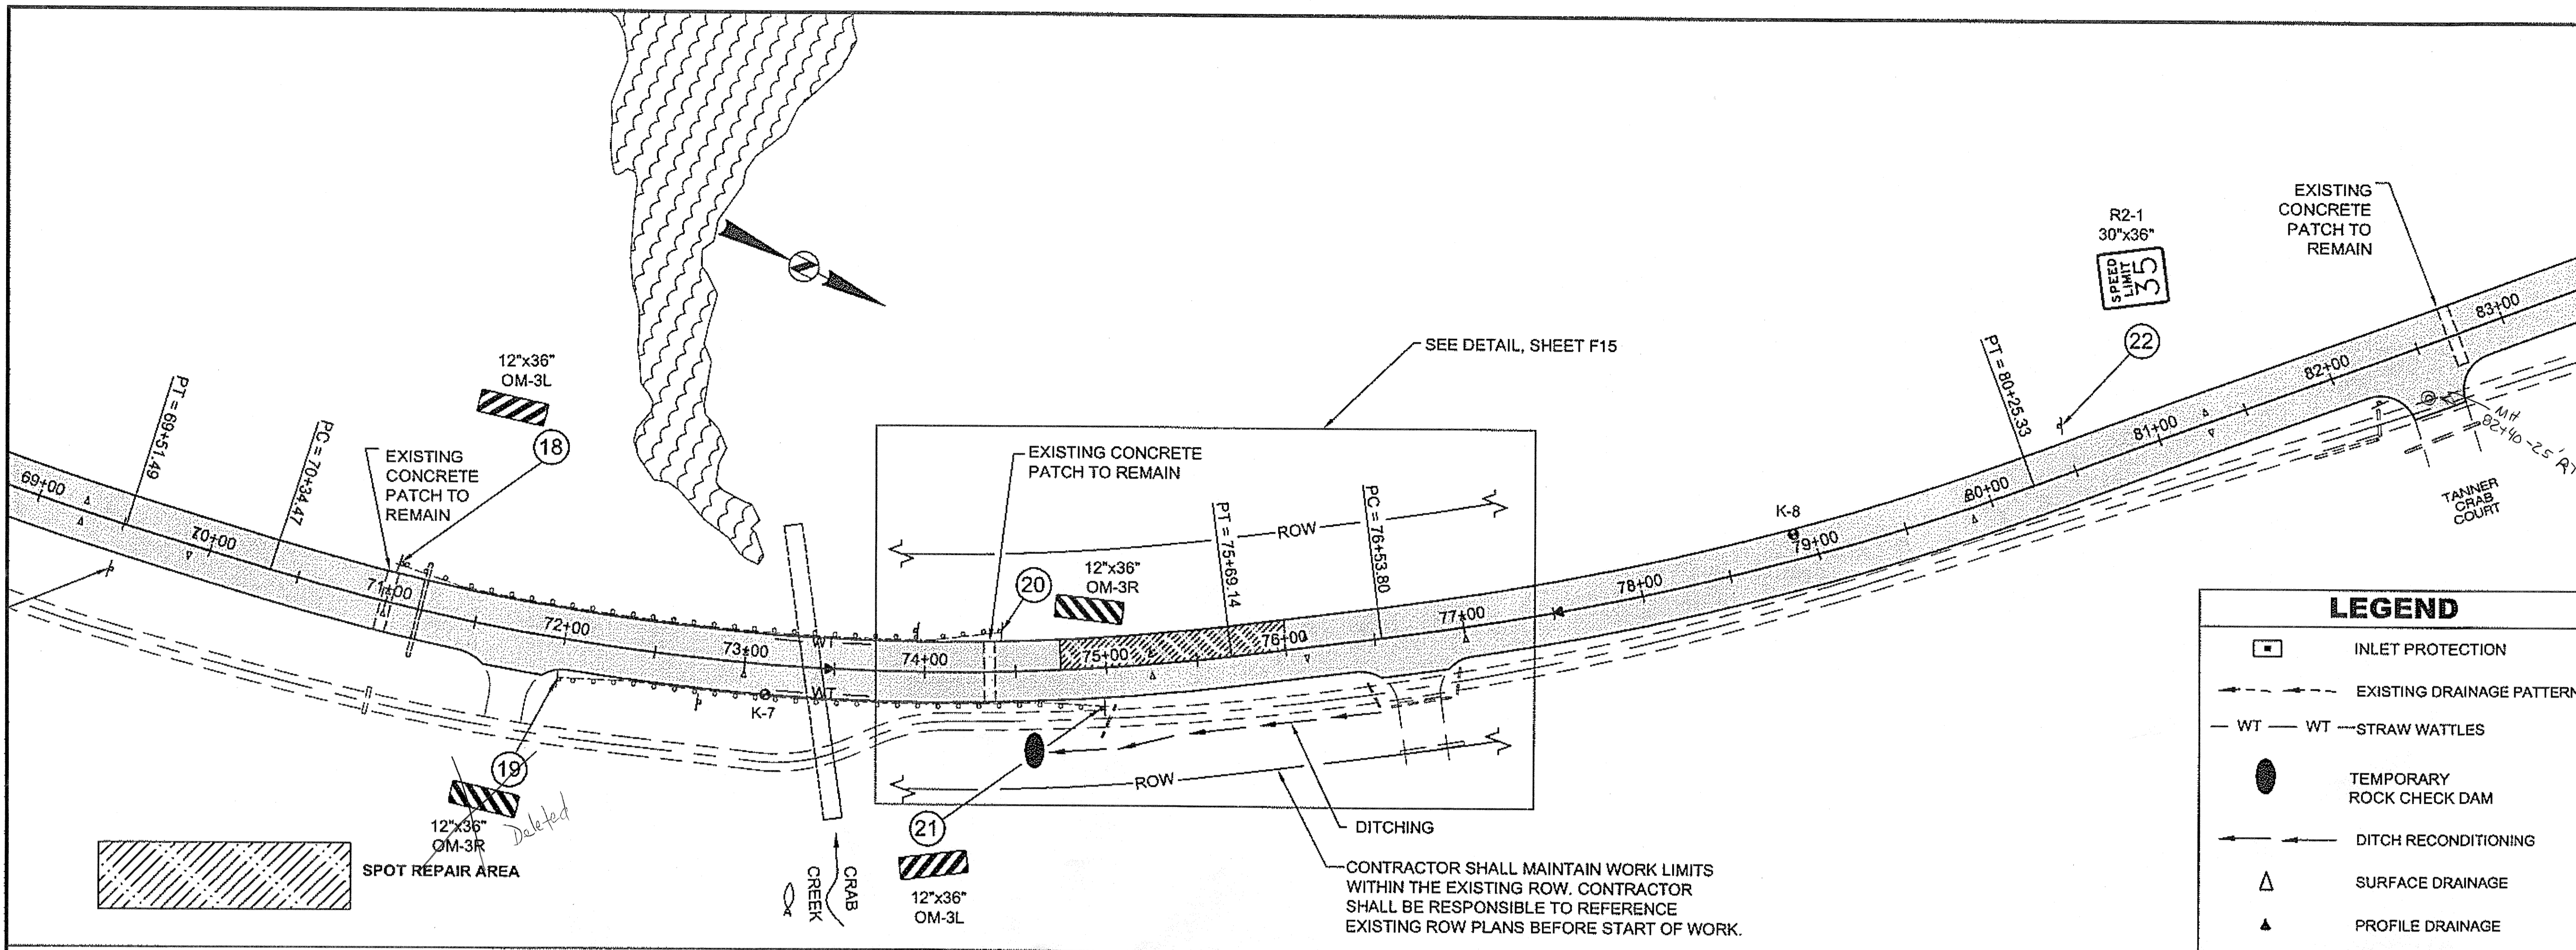 EXISTING
CONCRETE
PATCH TO
REMAIN
R2-1
30"x36"
SPEED
LIMIT
35
22
83+00
SEE DETAIL, SHEET F15
PT = 80+25.33
82+00
81+00
MH
82+40 -25' RT
TANNER
CRAB
COURT
12"x36"
OM-3L
18
PT = 69+51.49
PC = 70+34.47
EXISTING
CONCRETE
PATCH TO
REMAIN
EXISTING CONCRETE
PATCH TO REMAIN
69+00
70+00
71+00
72+00
73+00
74+00
75+00
76+00
77+00
78+00
79+00
80+00
K-8
ROW
PT = 75+69.14
PC = 76+53.80
20
12"x36"
OM-3R
WT
WT
K-7
19
12"x36"
OM-3R
Deleted
SPOT REPAIR AREA
CRAB
CREEK
21
12"x36"
OM-3L
ROW
DITCHING
CONTRACTOR SHALL MAINTAIN WORK LIMITS
WITHIN THE EXISTING ROW. CONTRACTOR
SHALL BE RESPONSIBLE TO REFERENCE
EXISTING ROW PLANS BEFORE START OF WORK.
LEGEND
INLET PROTECTION
EXISTING DRAINAGE PATTERN
WT WT STRAW WATTLES
TEMPORARY
ROCK CHECK DAM
DITCH RECONDITIONING
SURFACE DRAINAGE
PROFILE DRAINAGE